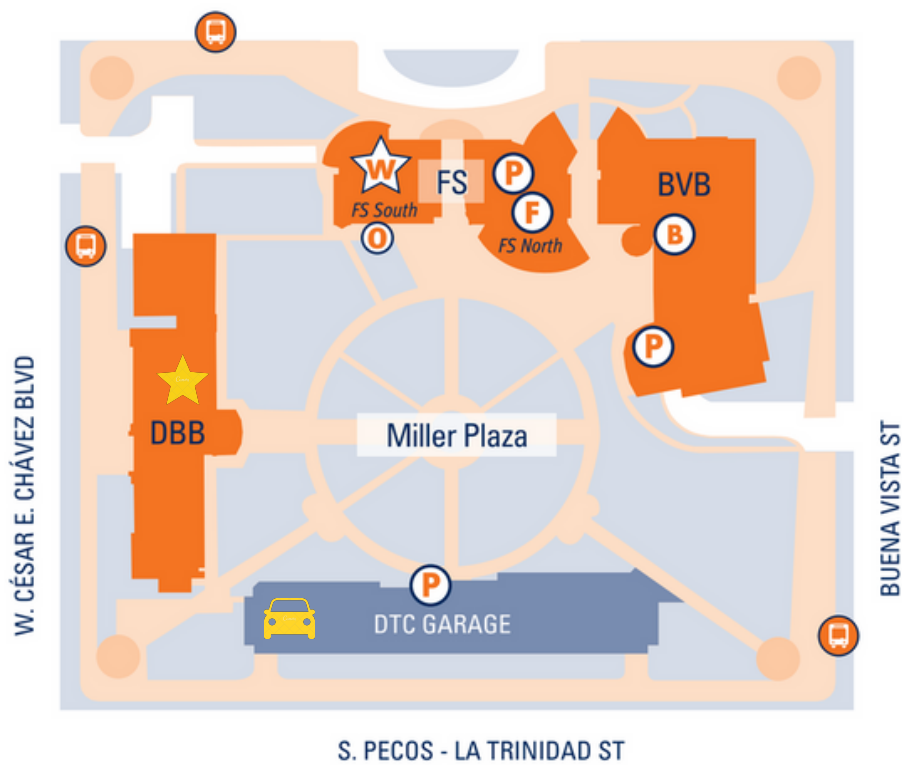 W
P
FS
BVB
F
FS South
O
FS North
B
P
W. CÉSAR E. CHÁVEZ BLVD
DBB
Miller Plaza
BUENA VISTA ST
P
DTC GARAGE
S. PECOS - LA TRINIDAD ST